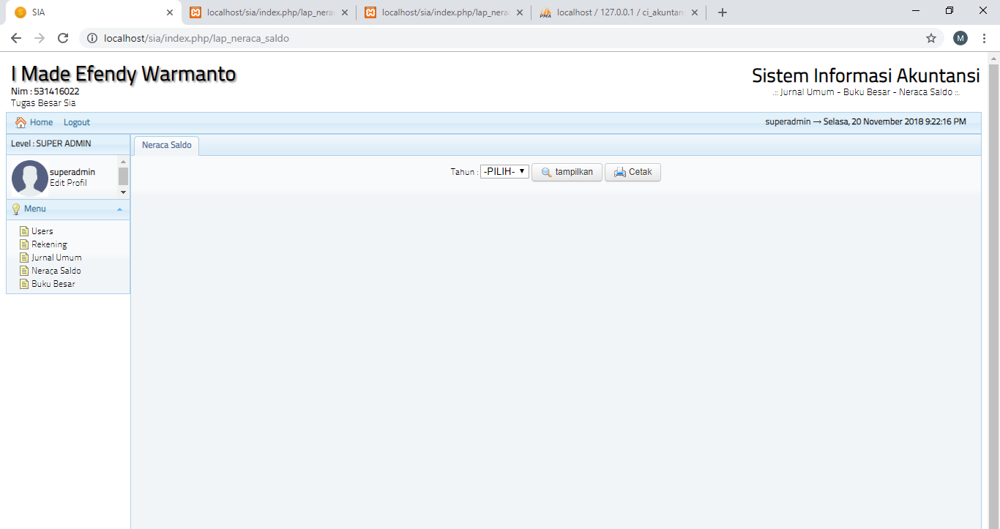 SIA
localhost/sia/index.php/lap_nera
localhost/sia/index.php/lap_nera
PMA
localhost / 127.0.0.1 / ci_akuntan
localhost/sia/index.php/lap_neraca_saldo
M
I Made Efendy Warmanto
Nim : 531416022
Tugas Besar Sia
Sistem Informasi Akuntansi
.:: Jurnal Umum - Buku Besar - Neraca Saldo ::.
Home Logout
superadmin → Selasa, 20 November 2018 9:22:16 PM
Level : SUPER ADMIN
superadmin
Edit Profil
Menu
Users
Rekening
Jurnal Umum
Neraca Saldo
Buku Besar
Neraca Saldo
Tahun : -PILIH- tampilkan Cetak